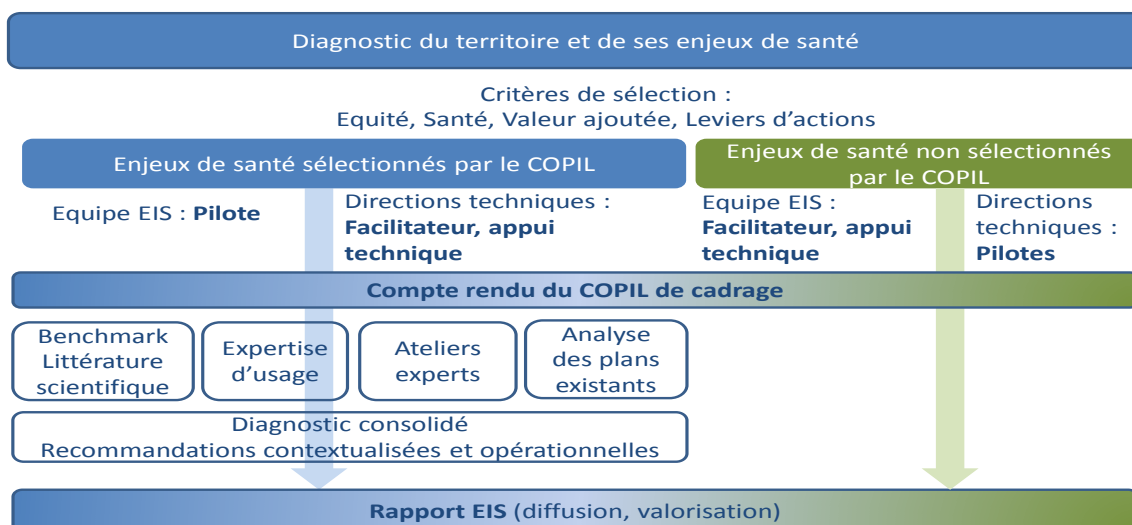 Diagnostic du territoire et de ses enjeux de santé
Critères de sélection :
Equité, Santé, Valeur ajoutée, Leviers d'actions
Enjeux de santé sélectionnés par le COPIL
Enjeux de santé non sélectionnés
par le COPIL
Equipe EIS : Pilote
Directions techniques :
Facilitateur, appui
technique
Equipe EIS :
Facilitateur, appui
technique
Directions
techniques :
Pilotes
Compte rendu du COPIL de cadrage
Benchmark
Littérature
scientifique
Expertise
d'usage
Ateliers
experts
Analyse
des plans
existants
Diagnostic consolidé
Recommandations contextualisées et opérationnelles
Rapport EIS (diffusion, valorisation)